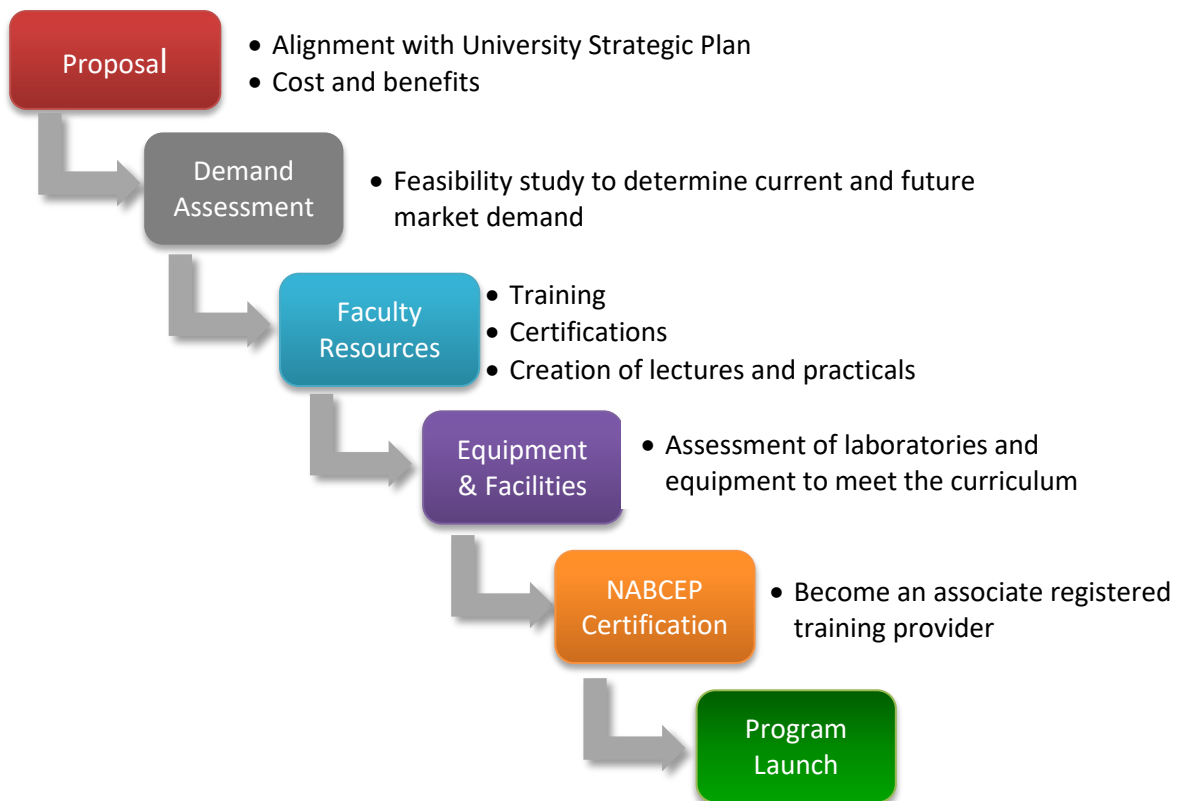 Proposal
• Alignment with University Strategic Plan
• Cost and benefits
Demand
Assessment
• Feasibility study to determine current and future
market demand
Faculty
Resources
• Training
• Certifications
• Creation of lectures and practicals
Equipment
& Facilities
• Assessment of laboratories and
equipment to meet the curriculum
NABCEP
Certification
• Become an associate registered
training provider
Program
Launch